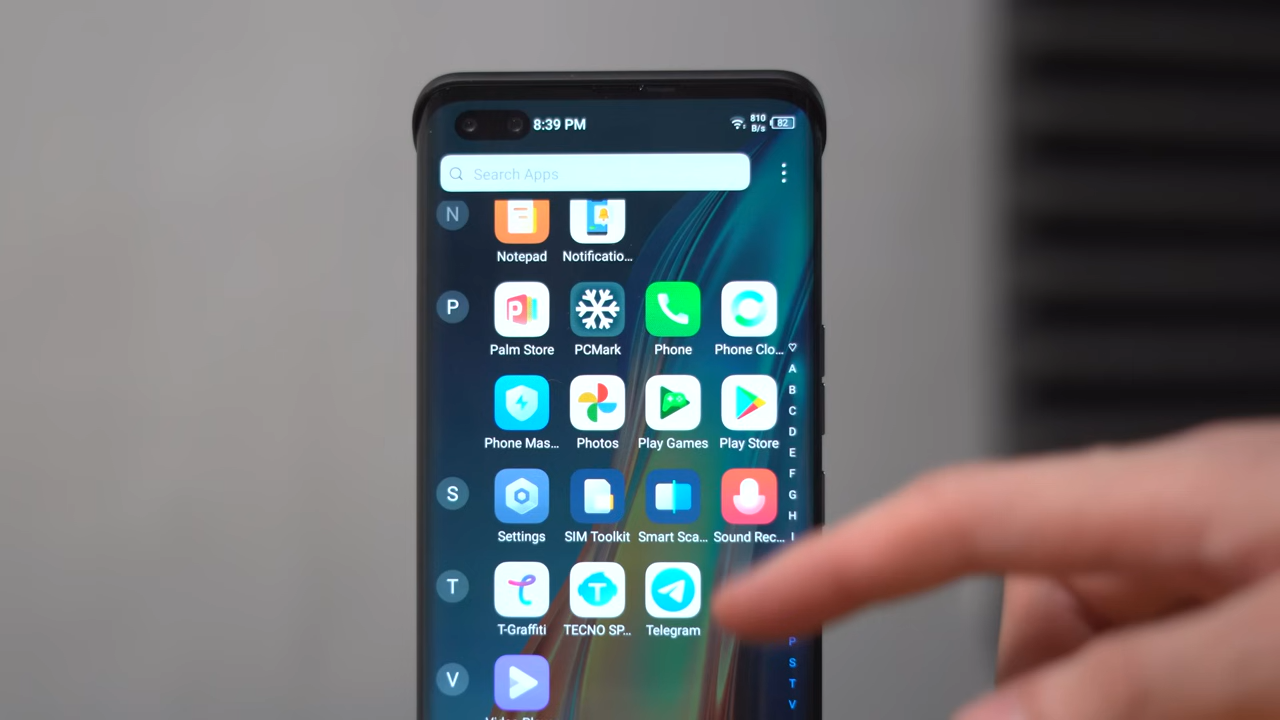 8:39 PM 810 B/s 82
Search Apps
N
Notepad Notificatio...
P
Palm Store PCMark Phone Phone Clo...
Phone Mas... Photos Play Games Play Store
S
Settings SIM Toolkit Smart Sca... Sound Rec...
T
T-Graffiti TECNO SP... Telegram
V
A
B
C
D
E
F
G
H
I
P
S
T
V